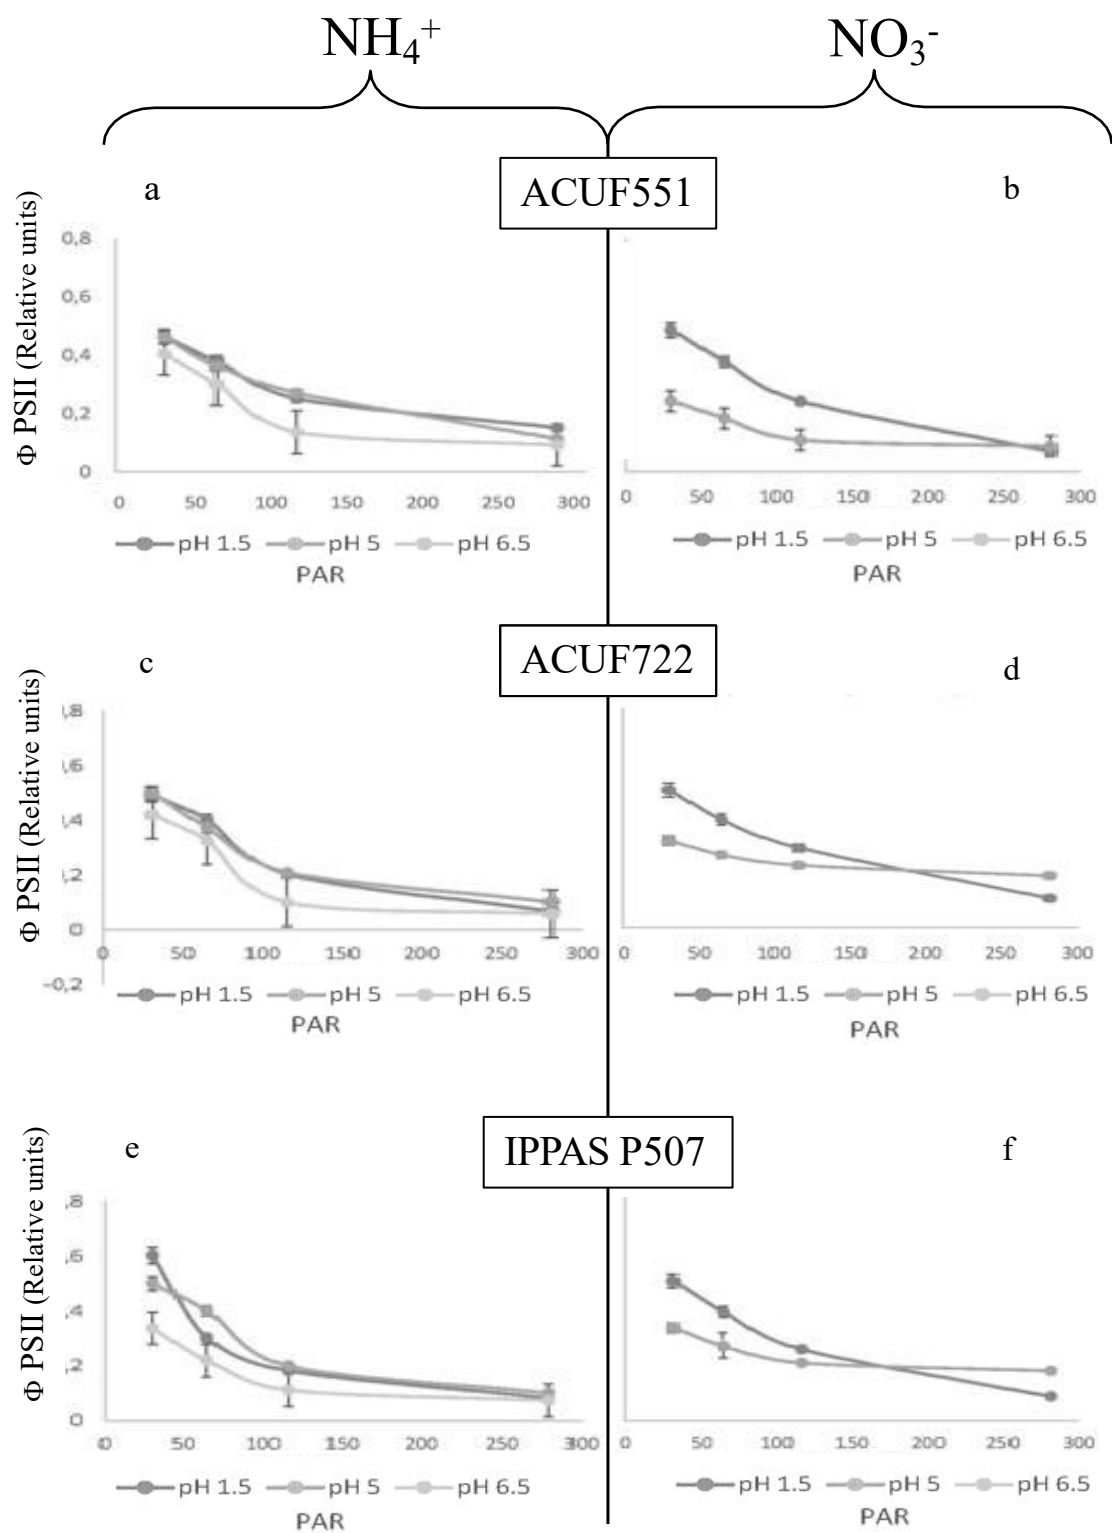 NH₄⁺ NO₃⁻
ACUF551
a b
Φ PSII (Relative units)
0,8
0,6
0,4
0,2
0
0 50 100 150 200 250 300
0 50 100 150 200 250 300
pH 1.5 pH 5 pH 6.5
PAR
pH 1.5 pH 5 pH 6.5
PAR
ACUF722
c d
Φ PSII (Relative units)
,8
,6
,4
,2
0
-0,2
0 50 100 150 200 250 300
0 50 100 150 200 250 300
pH 1.5 pH 5 pH 6.5
PAR
pH 1.5 pH 5 pH 6.5
PAR
IPPAS P507
e f
Φ PSII (Relative units)
,8
,6
,4
,2
0
0 50 100 150 200 250 300
0 50 100 150 200 250 300
pH 1.5 pH 5 pH 6.5
PAR
pH 1.5 pH 5 pH 6.5
PAR